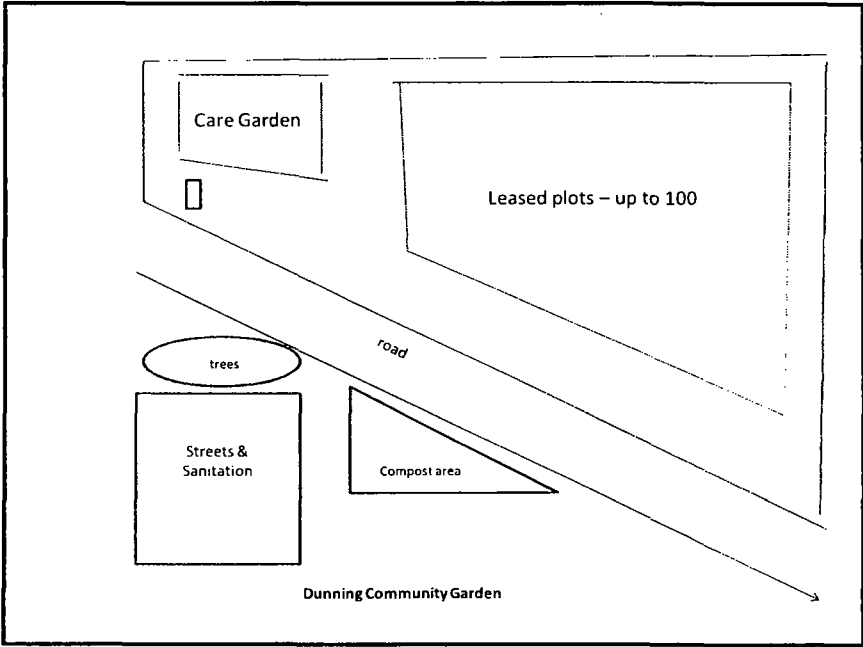 Care Garden
Leased plots – up to 100
road
trees
Streets &
Sanitation
Compost area
Dunning Community Garden